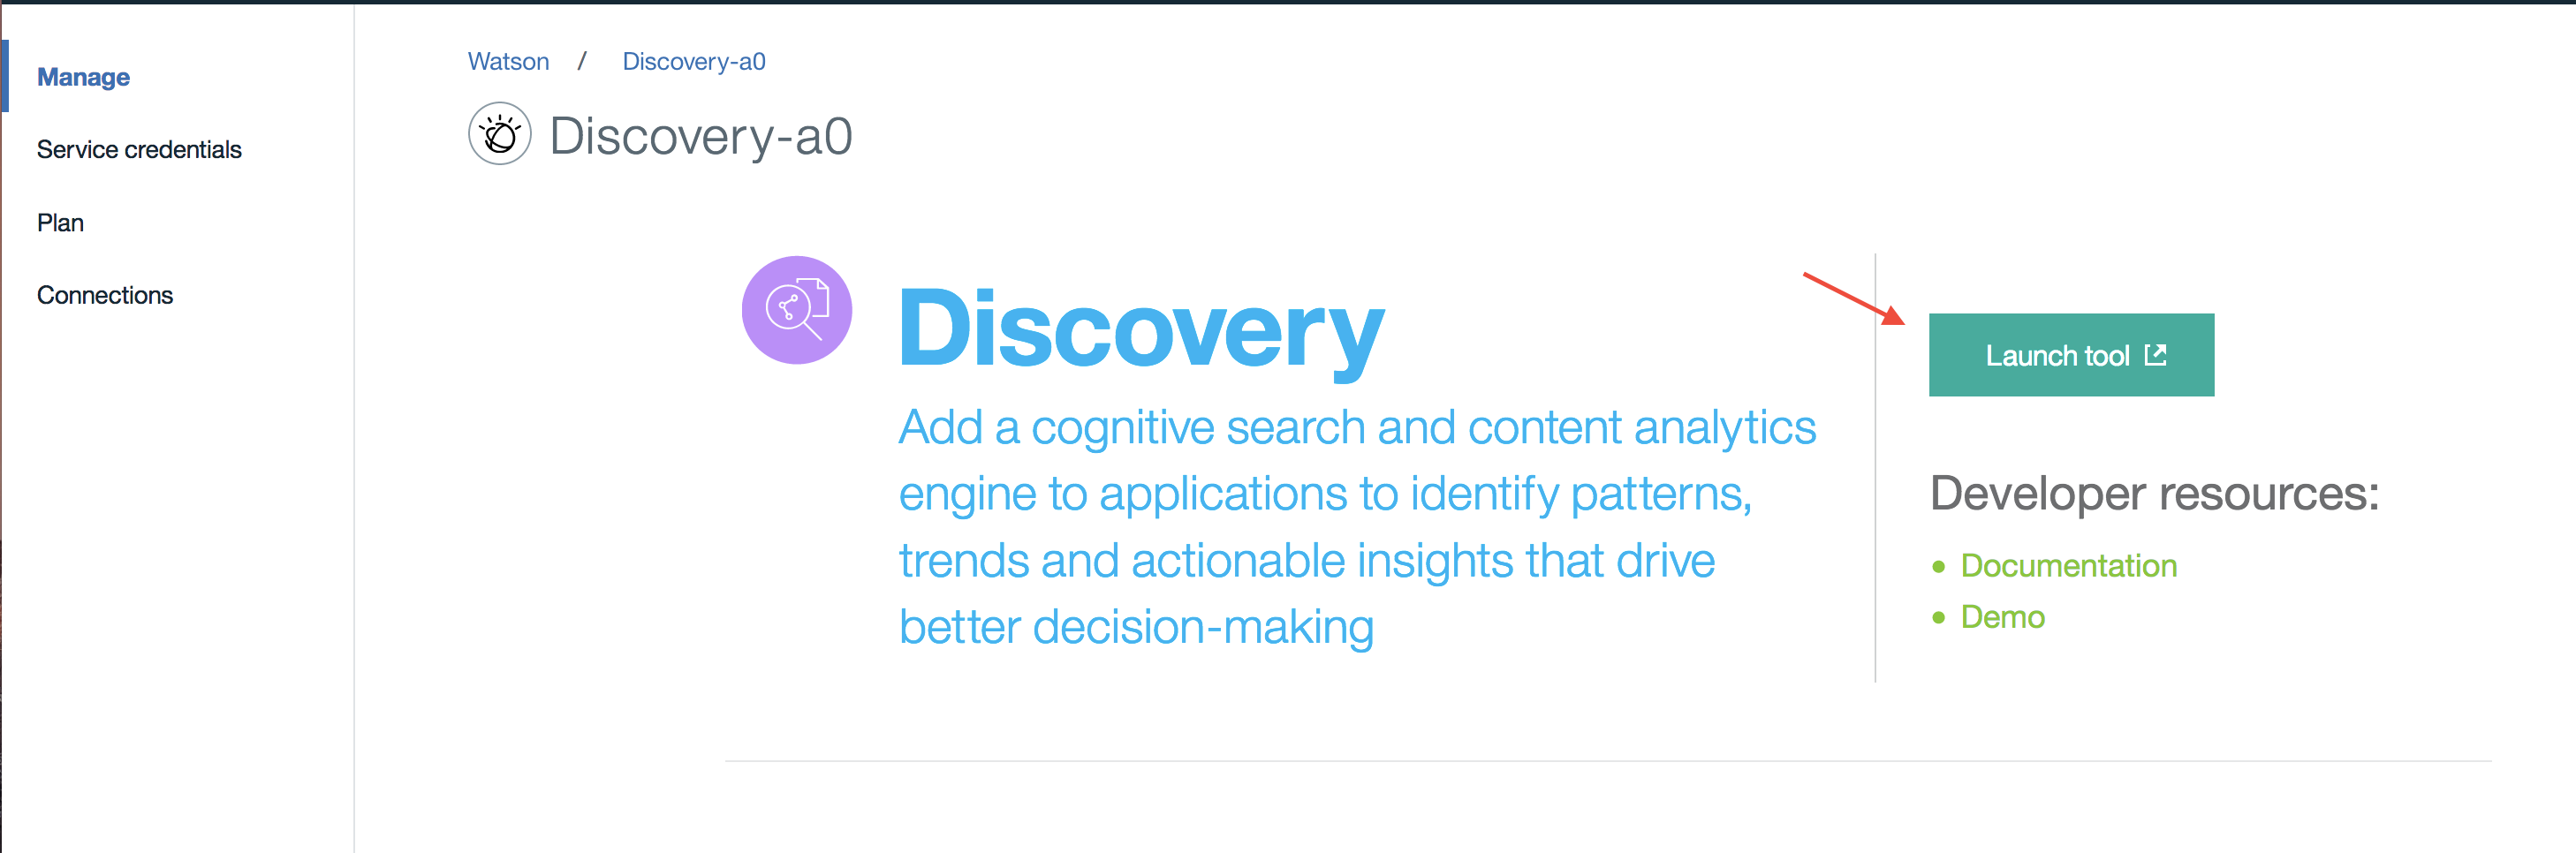 Manage
Service credentials
Plan
Connections
Watson / Discovery-a0
Discovery-a0
Discovery
Add a cognitive search and content analytics
engine to applications to identify patterns,
trends and actionable insights that drive
better decision-making
Launch tool
Developer resources:
• Documentation
• Demo